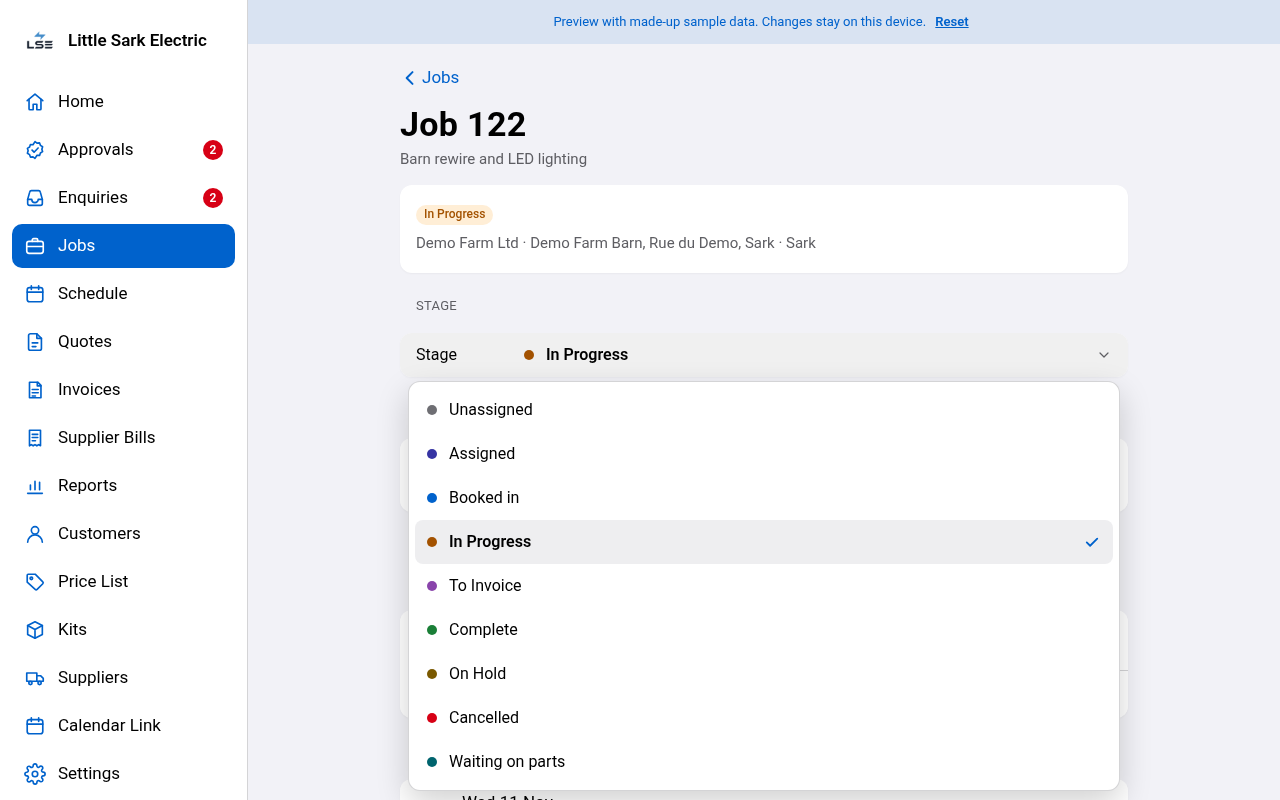 Preview with made-up sample data. Changes stay on this device. Reset
LSE Little Sark Electric
Home
Approvals 2
Enquiries 2
Jobs
Schedule
Quotes
Invoices
Supplier Bills
Reports
Customers
Price List
Kits
Suppliers
Calendar Link
Settings
Jobs
Job 122
Barn rewire and LED lighting
In Progress
Demo Farm Ltd · Demo Farm Barn, Rue du Demo, Sark · Sark
STAGE
Stage In Progress
Unassigned
Assigned
Booked in
In Progress
To Invoice
Complete
On Hold
Cancelled
Waiting on parts
Wed 11 Nov